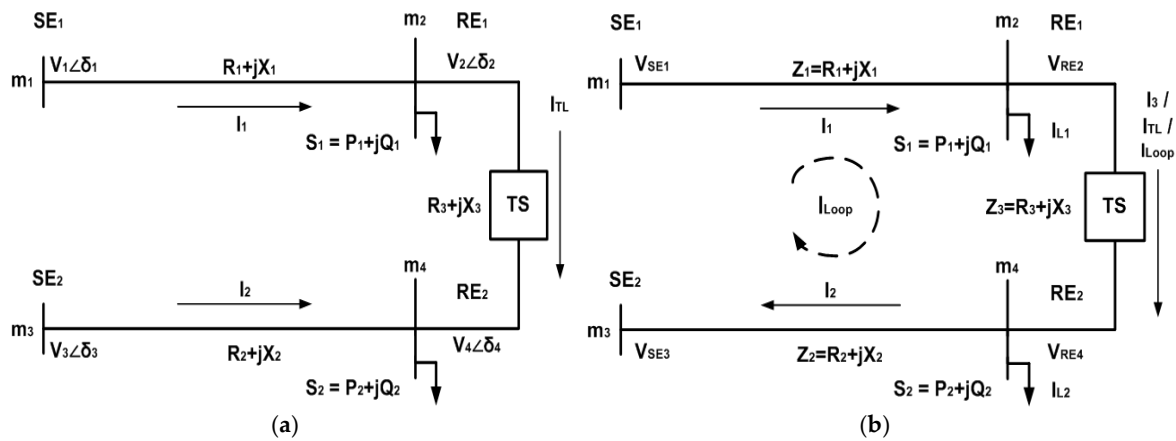 SE1 m2 RE1
V1∠δ1 R1+jX1 V2∠δ2
m1
I1 ITL
S1 = P1+jQ1
R3+jX3 TS
SE2 m4
I2 RE2
m3
V3∠δ3 R2+jX2 V4∠δ4
S2 = P2+jQ2
(a)
SE1 m2 RE1
VSE1 Z1=R1+jX1 VRE2
m1
I3 /
ITL /
ILoop
I1 S1 = P1+jQ1 IL1
ILoop Z3=R3+jX3 TS
SE2 m4
I2 RE2
m3
VSE3 Z2=R2+jX2 VRE4
S2 = P2+jQ2 IL2
(b)